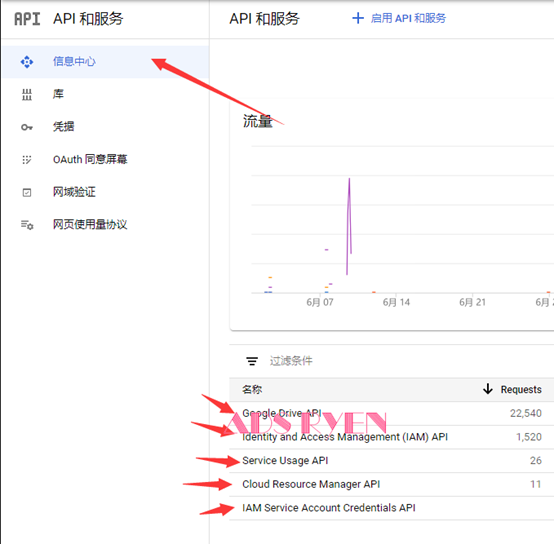 API API 和服务
信息中心
库
凭据
OAuth 同意屏幕
网域验证
网页使用量协议
API 和服务
启用 API 和服务
流量
6月 07 6月 14 6月 21 6月 2
过滤条件
名称 Requests
Google Drive API 22,540
ADSRYEN
Identity and Access Management (IAM) API 1,520
Service Usage API 26
Cloud Resource Manager API 11
IAM Service Account Credentials API